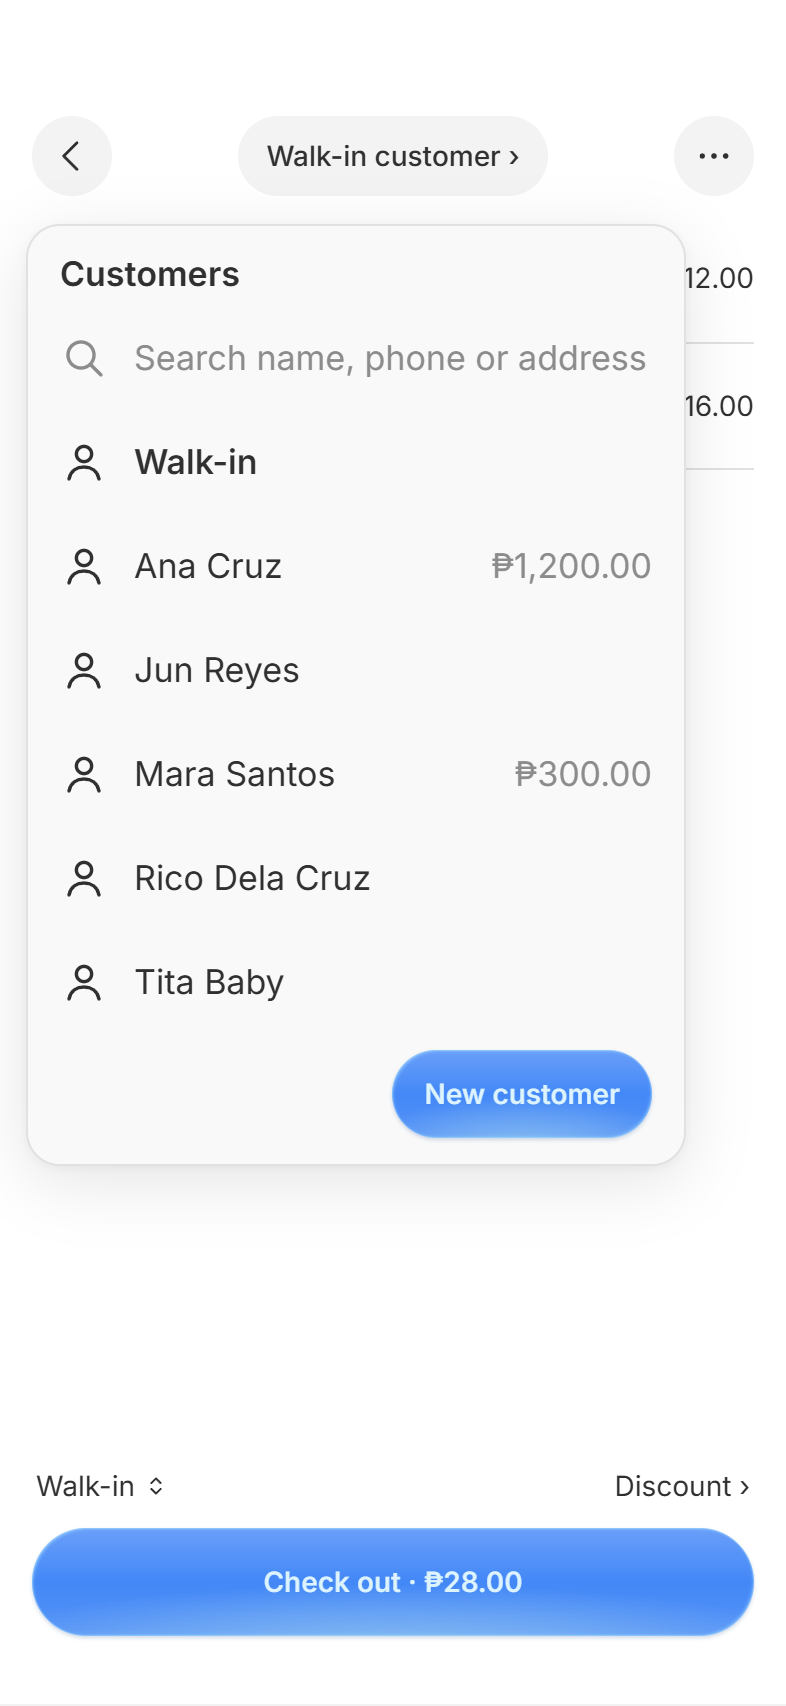 Walk-in customer ›
Customers
12.00
Search name, phone or address
16.00
Walk-in
Ana Cruz ₱1,200.00
Jun Reyes
Mara Santos ₱300.00
Rico Dela Cruz
Tita Baby
New customer
Walk-in Discount ›
Check out · ₱28.00